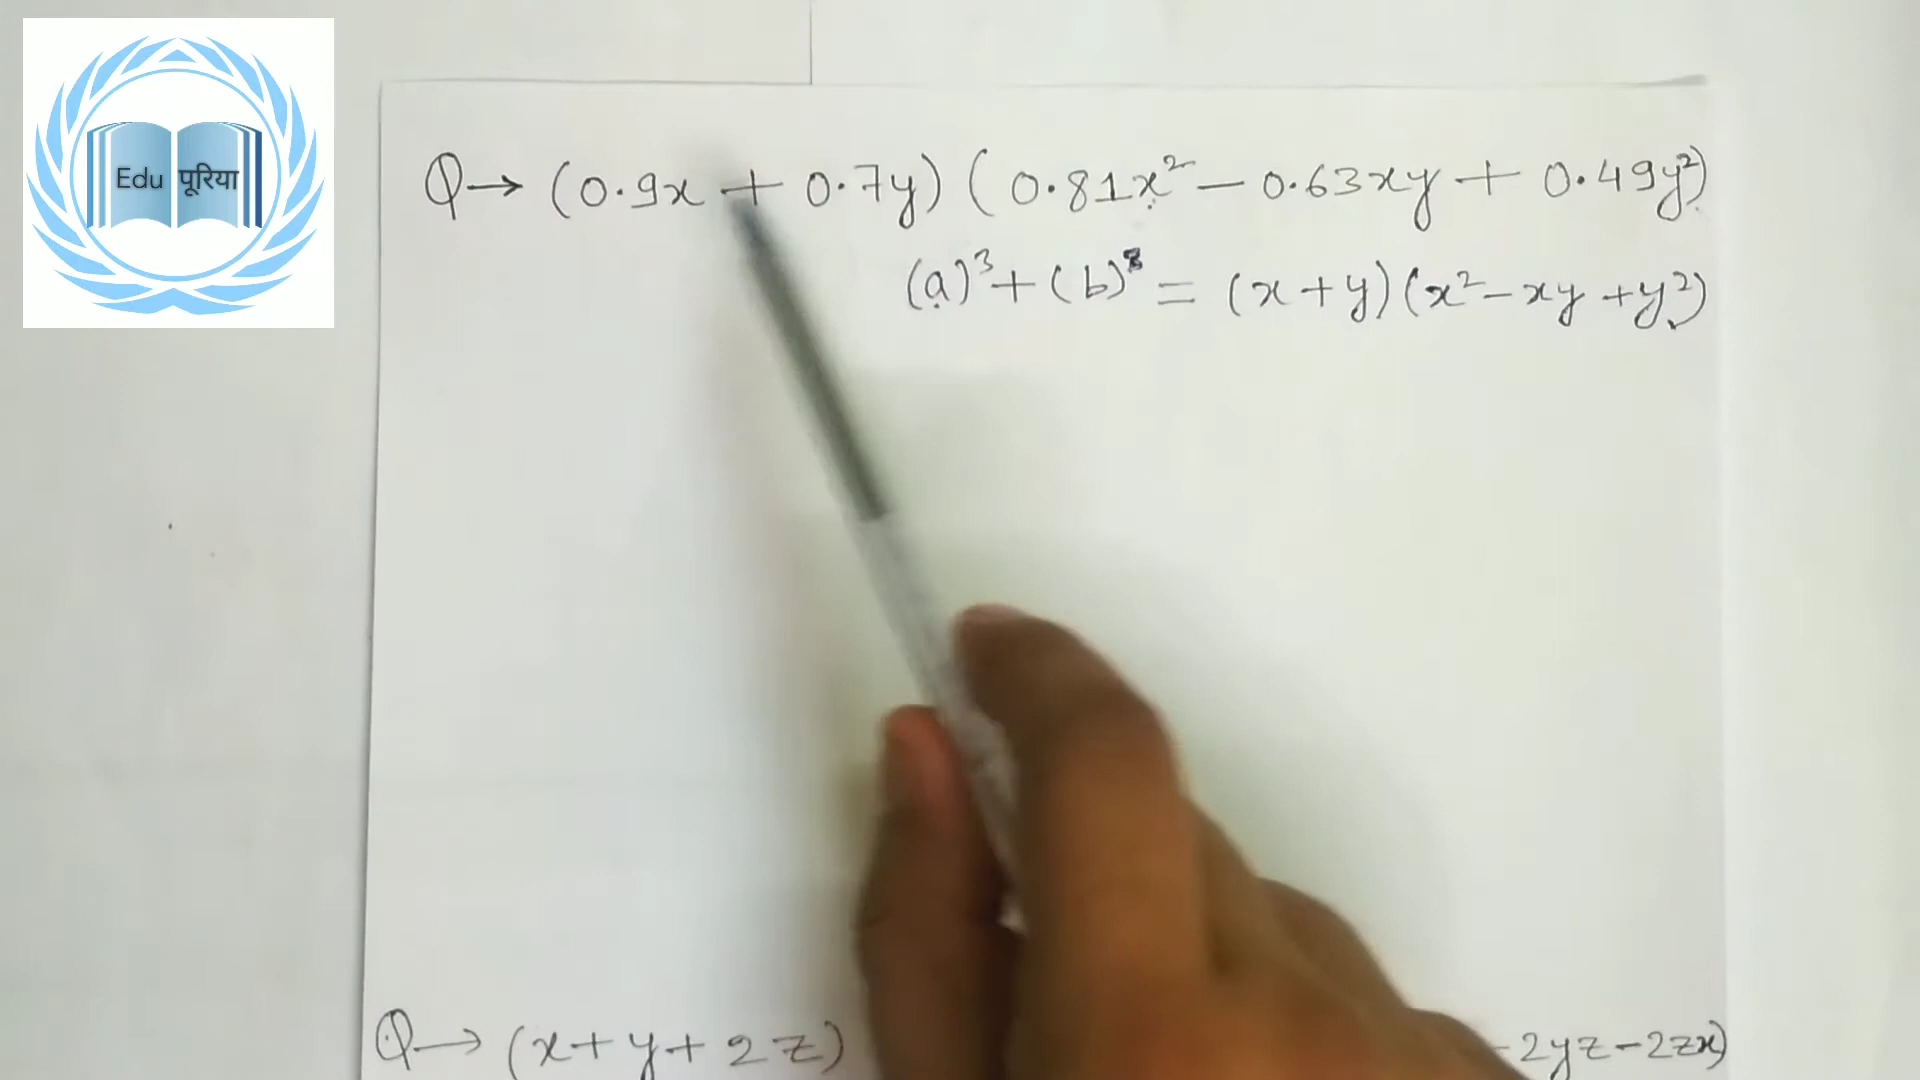 Edu पूरिया
Q→ (0.9x + 0.7y) (0.81x² – 0.63xy + 0.49y²)
(a)³ + (b)³ = (x + y) (x² – xy + y²)
Q→ (x + y + 2z) – 2yz – 2zx)